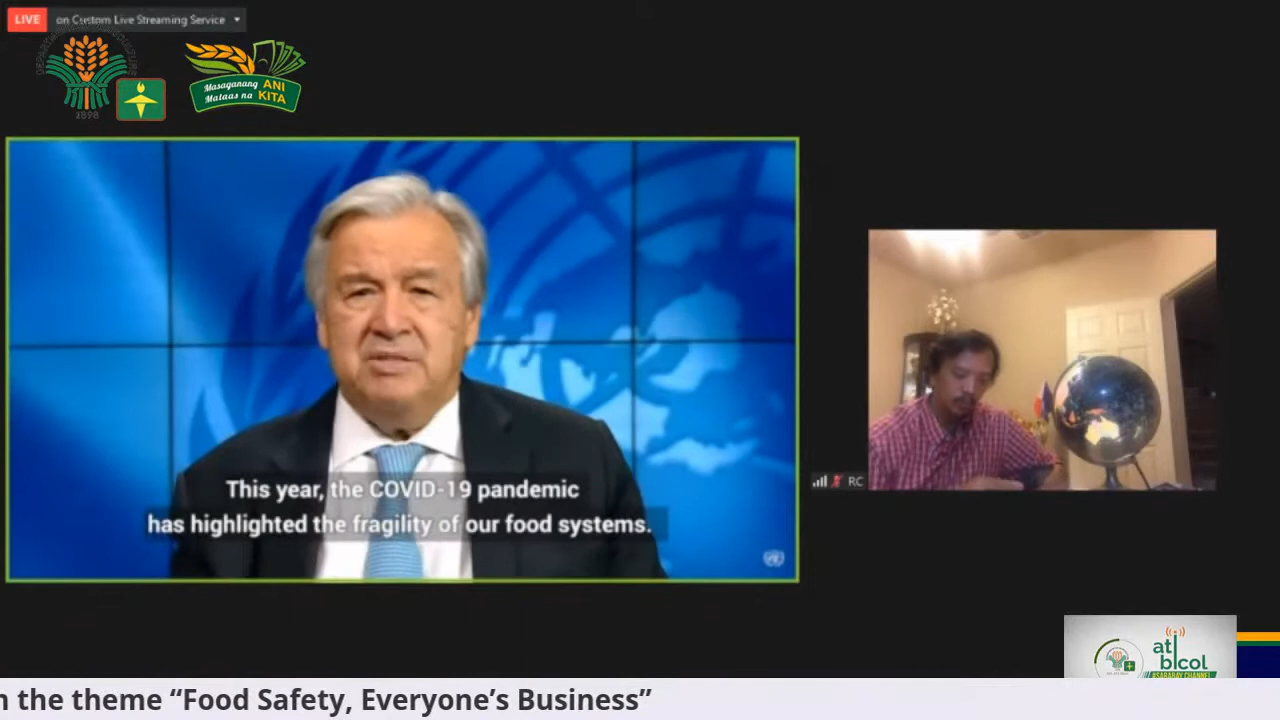 LIVE on Custom Live Streaming Service
1898
Masaganang ANI
Mataas na KITA
This year, the COVID-19 pandemic
has highlighted the fragility of our food systems.
RC
ati
bicol
n the theme “Food Safety, Everyone’s Business”